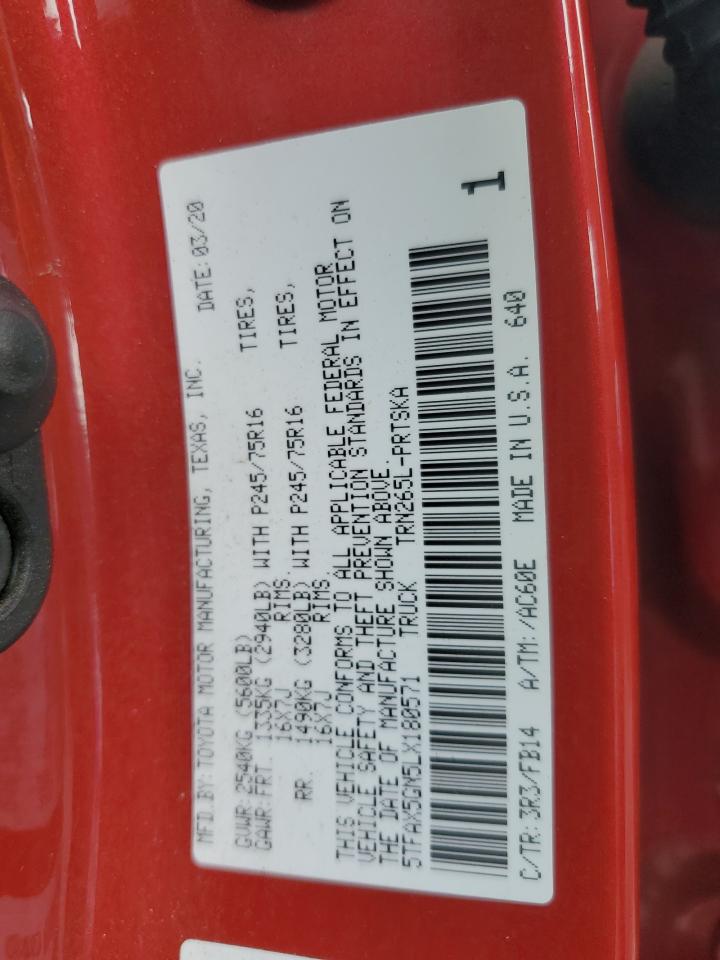 MFD.BY:TOYOTA MOTOR MANUFACTURING, TEXAS, INC. DATE:03/20
GVWR:2540KG (5600LB)
GAWR:FRT. 1335KG (2940LB) WITH P245/75R16 TIRES,
16X7J RIMS.
RR. 1490KG (3280LB) WITH P245/75R16 TIRES,
16X7J RIMS.
THIS VEHICLE CONFORMS TO ALL APPLICABLE FEDERAL MOTOR
VEHICLE SAFETY AND THEFT PREVENTION STANDARDS IN EFFECT ON
THE DATE OF MANUFACTURE SHOWN ABOVE.
5TFAX5GN5LX180571 TRUCK TRN265L-PRTSKA
1
C/TR:3R3/FB14 A/TM:/AC60E MADE IN U.S.A. 640